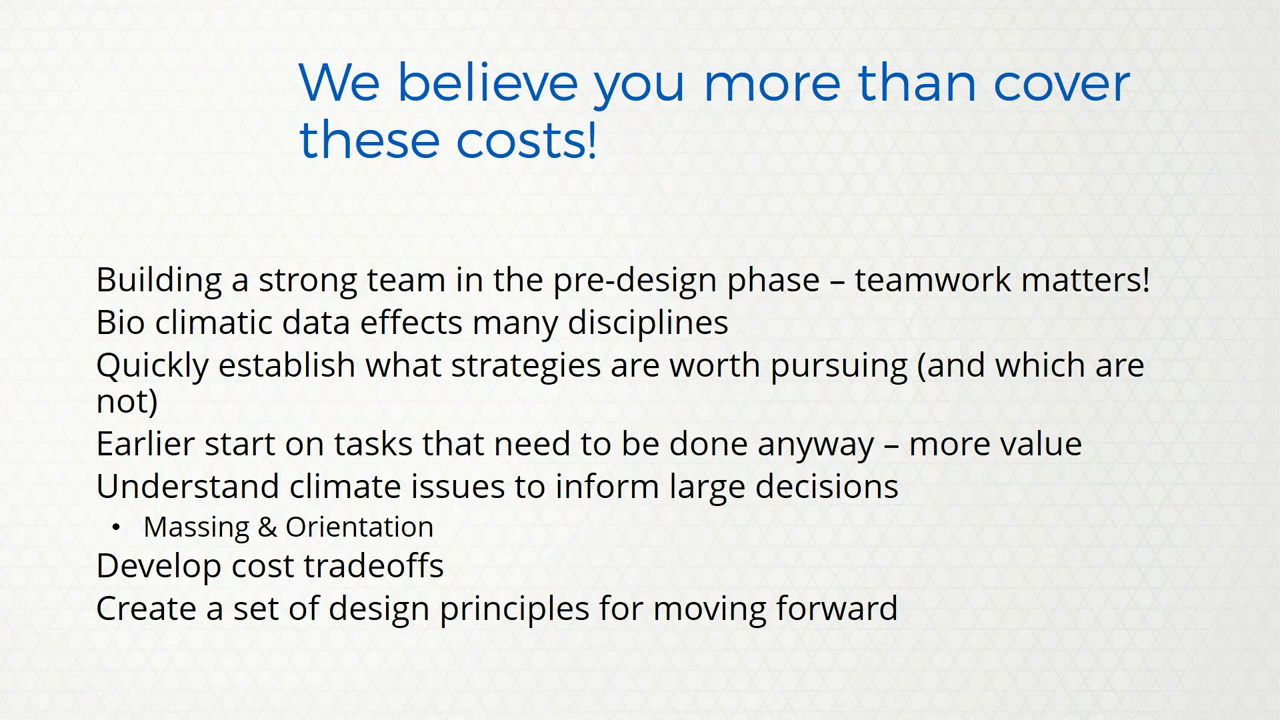 We believe you more than cover
these costs!
Building a strong team in the pre-design phase – teamwork matters!
Bio climatic data effects many disciplines
Quickly establish what strategies are worth pursuing (and which are
not)
Earlier start on tasks that need to be done anyway – more value
Understand climate issues to inform large decisions
• Massing & Orientation
Develop cost tradeoffs
Create a set of design principles for moving forward